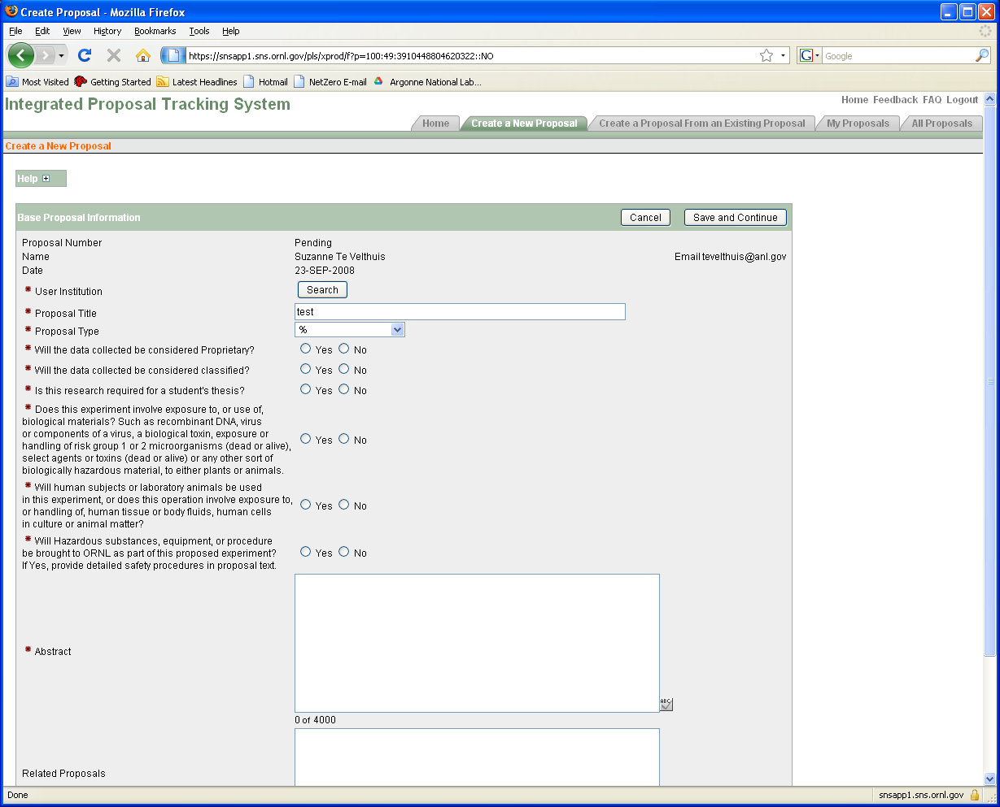 Create Proposal - Mozilla Firefox
File Edit View History Bookmarks Tools Help
https://snsapp1.sns.ornl.gov/pls/xprod/f?p=100:49:3910448804620322::NO
G Google
Most Visited Getting Started Latest Headlines Hotmail NetZero E-mail Argonne National Lab...
Integrated Proposal Tracking System
Home Feedback FAQ Logout
Home Create a New Proposal Create a Proposal From an Existing Proposal My Proposals All Proposals
Create a New Proposal
Help
Base Proposal Information Cancel Save and Continue
Proposal Number Pending
Name Suzanne Te Velthuis Email tevelthuis@anl.gov
Date 23-SEP-2008
* User Institution Search
* Proposal Title test
* Proposal Type %
* Will the data collected be considered Proprietary? Yes No
* Will the data collected be considered classified? Yes No
* Is this research required for a student's thesis? Yes No
* Does this experiment involve exposure to, or use of,
biological materials? Such as recombinant DNA, virus
or components of a virus, a biological toxin, exposure or
handling of risk group 1 or 2 microorganisms (dead or alive),
select agents or toxins (dead or alive) or any other sort of
biologically hazardous material, to either plants or animals.
Yes No
* Will human subjects or laboratory animals be used
in this experiment, or does this operation involve exposure to,
or handling of, human tissue or body fluids, human cells
in culture or animal matter?
Yes No
* Will Hazardous substances, equipment, or procedure
be brought to ORNL as part of this proposed experiment?
If Yes, provide detailed safety procedures in proposal text.
Yes No
* Abstract
ABC
0 of 4000
Related Proposals
Done snsapp1.sns.ornl.gov